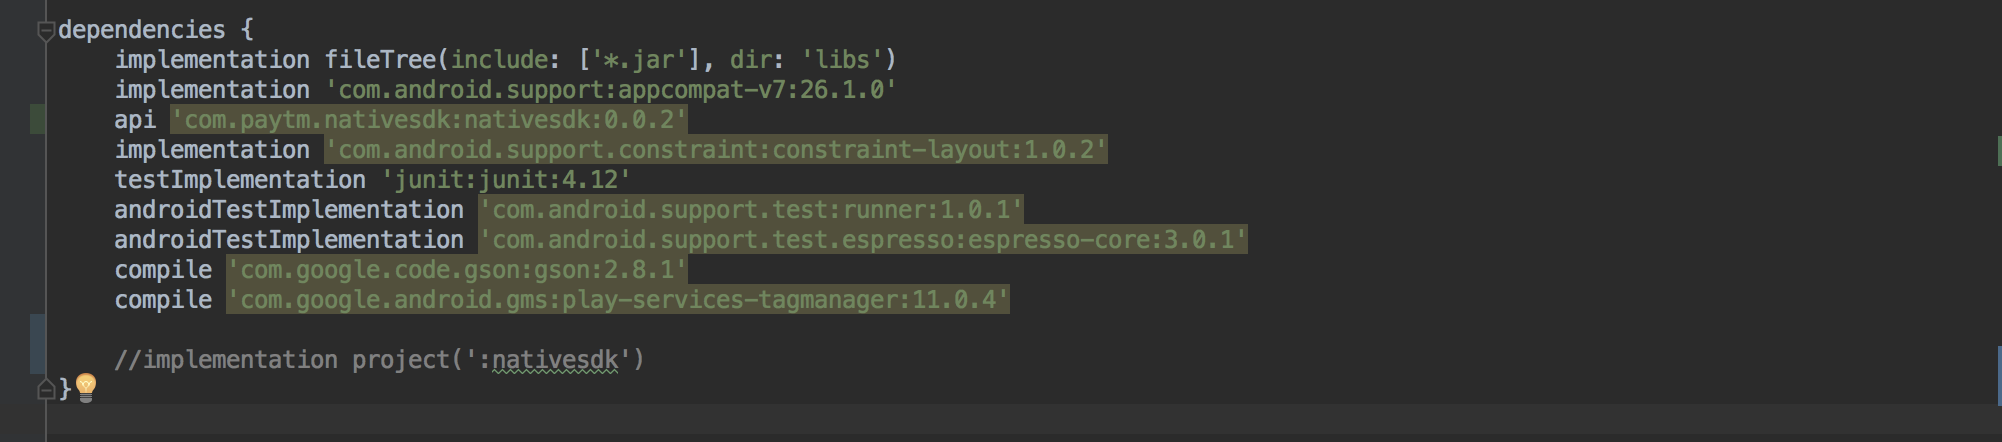 dependencies {
    implementation fileTree(include: ['*.jar'], dir: 'libs')
    implementation 'com.android.support:appcompat-v7:26.1.0'
    api 'com.paytm.nativesdk:nativesdk:0.0.2'
    implementation 'com.android.support.constraint:constraint-layout:1.0.2'
    testImplementation 'junit:junit:4.12'
    androidTestImplementation 'com.android.support.test:runner:1.0.1'
    androidTestImplementation 'com.android.support.test.espresso:espresso-core:3.0.1'
    compile 'com.google.code.gson:gson:2.8.1'
    compile 'com.google.android.gms:play-services-tagmanager:11.0.4'
    //implementation project(':nativesdk')
}